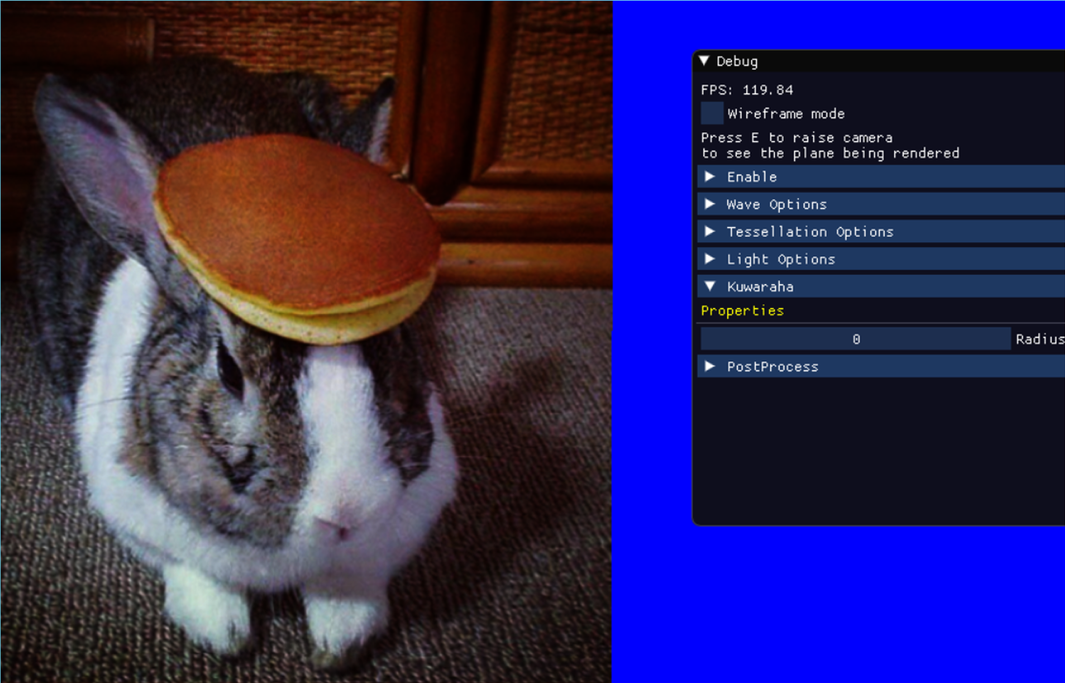 Debug
FPS: 119.84
Wireframe mode
Press E to raise camera
to see the plane being rendered
Enable
Wave Options
Tessellation Options
Light Options
Kuwaraha
Properties
0 Radius
PostProcess